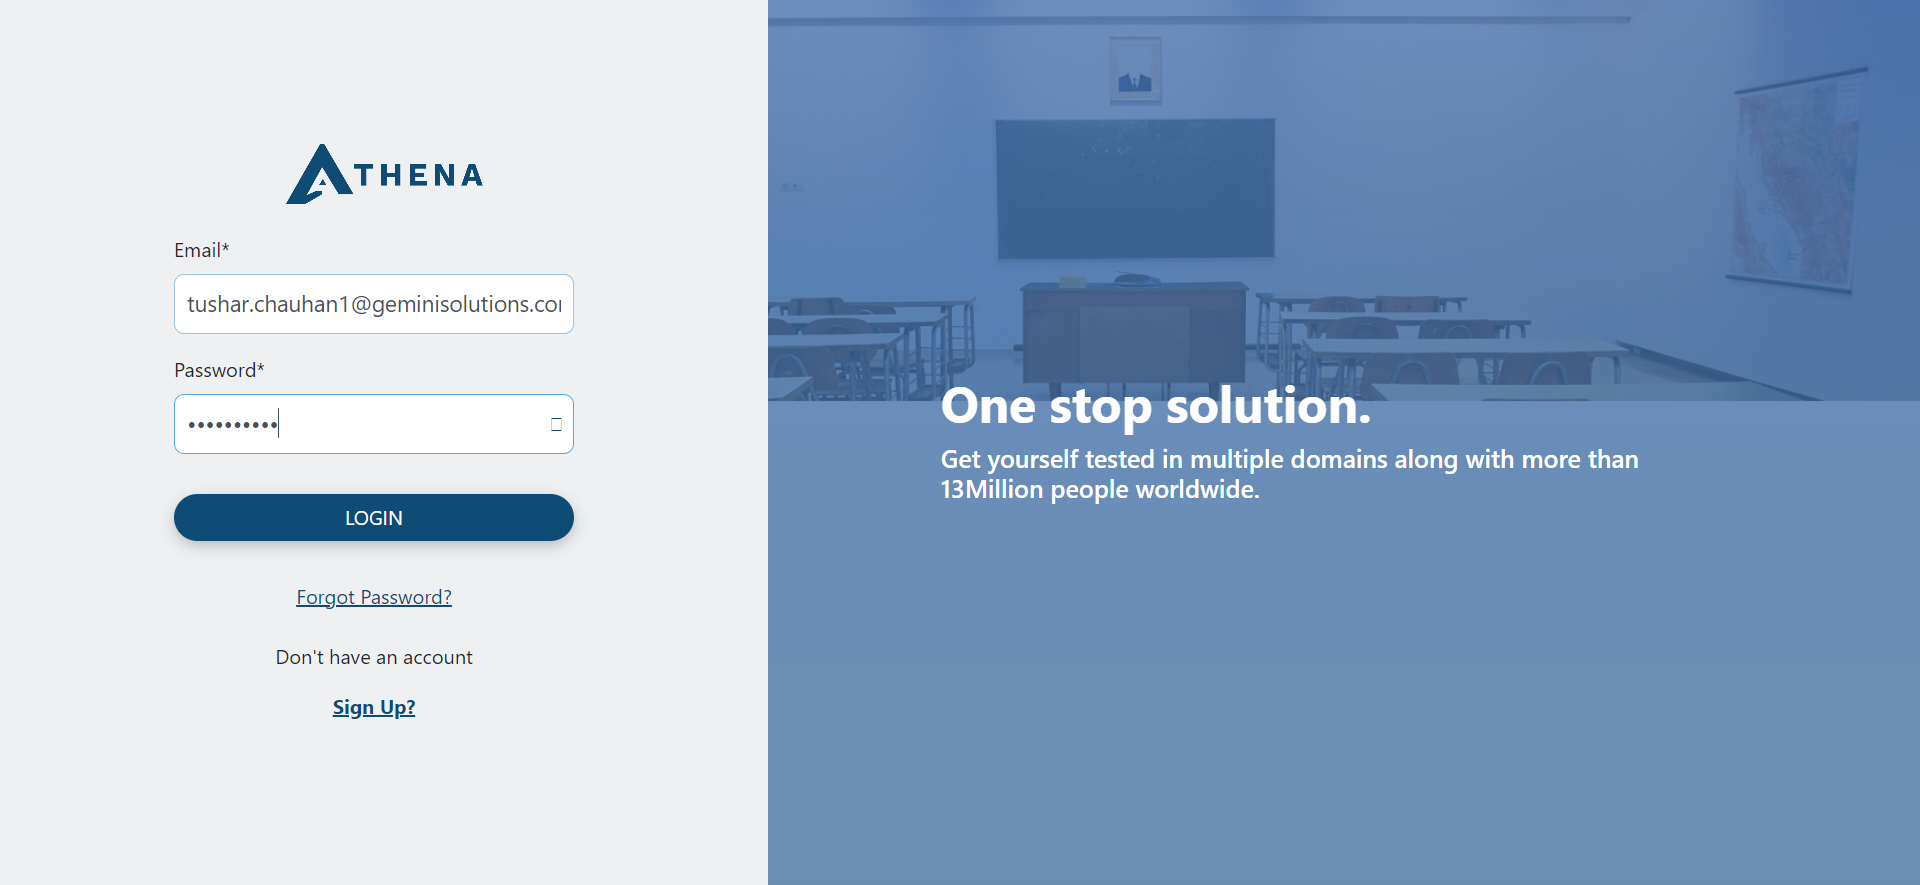 ATHENA
Email*
tushar.chauhan1@geminisolutions.co
Password*
••••••••••
LOGIN
Forgot Password?
Don't have an account
Sign Up?
One stop solution.
Get yourself tested in multiple domains along with more than
13Million people worldwide.